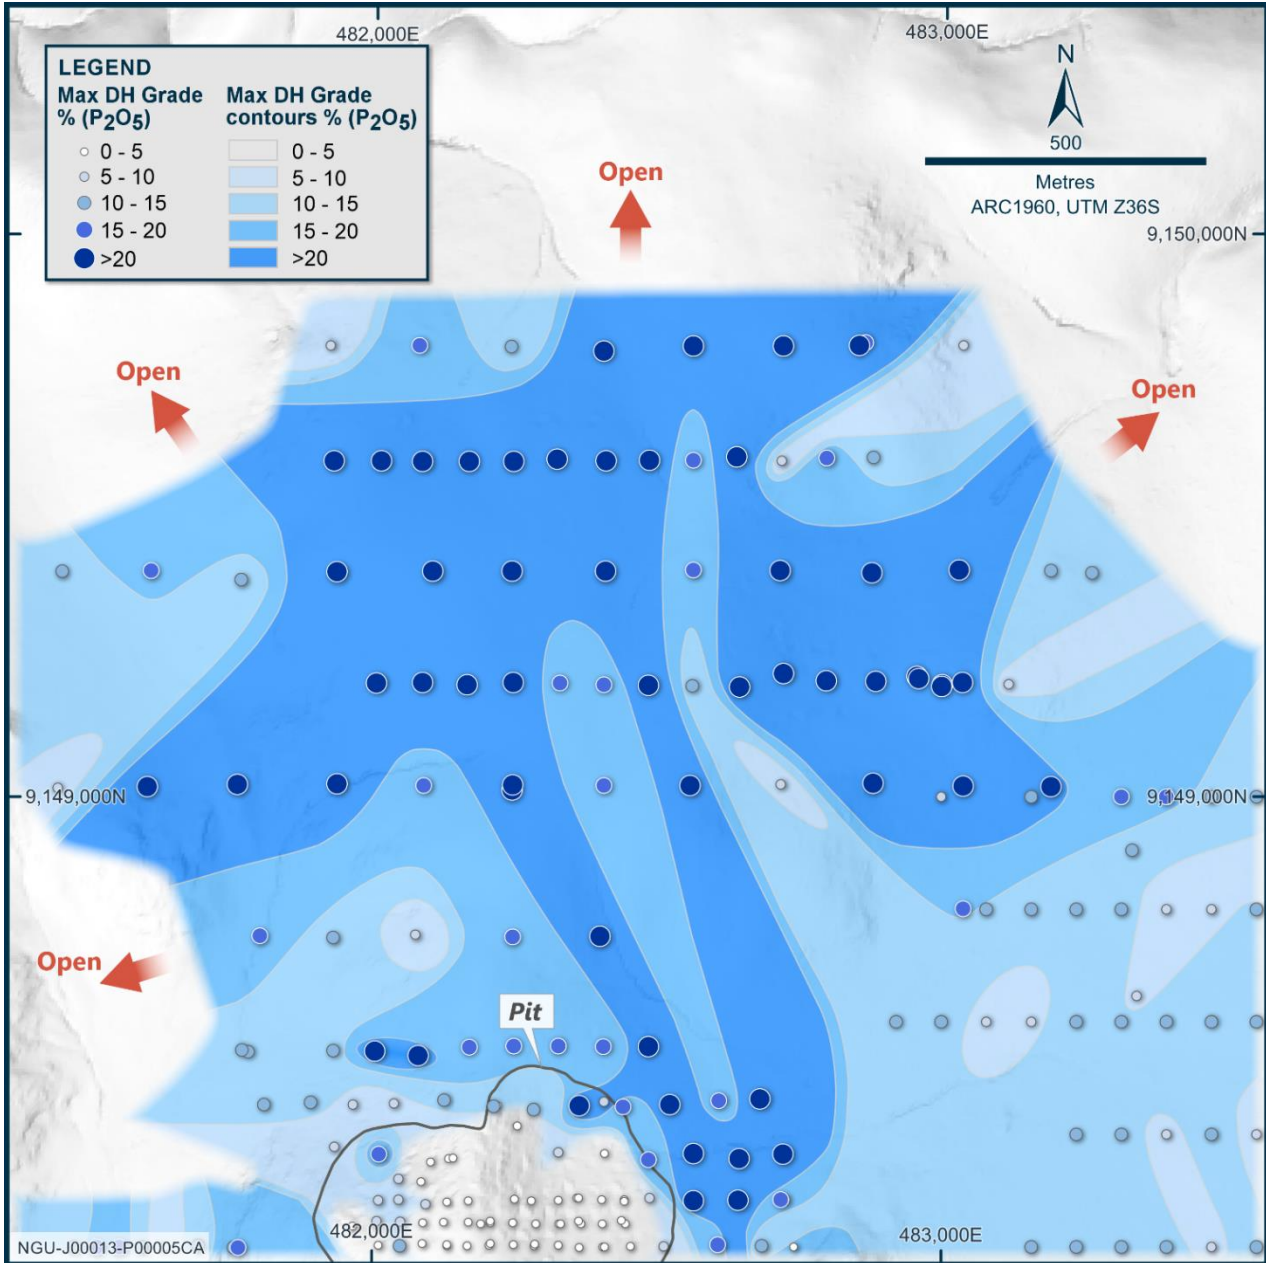 482,000E
483,000E
LEGEND
Max DH Grade
% (P2O5)
0 - 5
5 - 10
10 - 15
15 - 20
>20
Max DH Grade
contours % (P2O5)
0 - 5
5 - 10
10 - 15
15 - 20
>20
N
500
Metres
ARC1960, UTM Z36S
Open
9,150,000N
Open
Open
9,149,000N
9,149,000N
Open
Pit
482,000E
483,000E
NGU-J00013-P00005CA